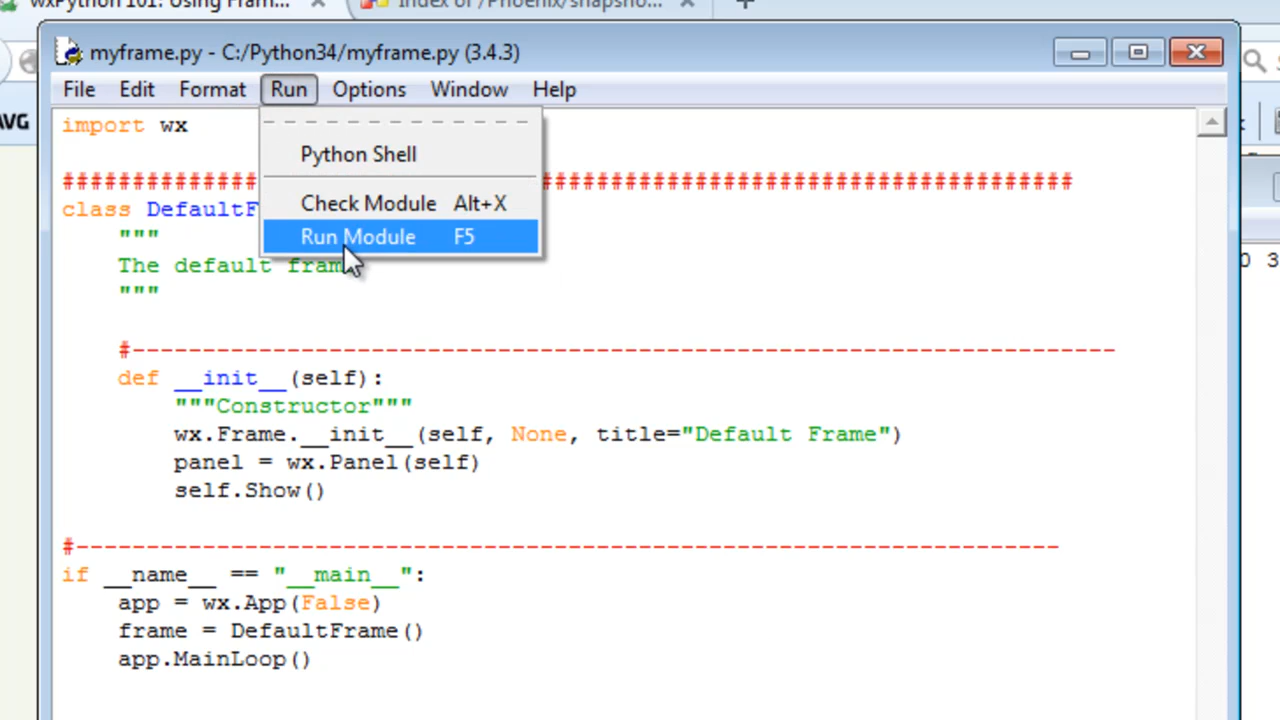 wxPython 101: Using Fram...
Index of /Phoenix/snapsho...
myframe.py - C:/Python34/myframe.py (3.4.3)
File Edit Format Run Options Window Help
AVG
import wx
Python Shell
################################################################
Check Module Alt+X
class DefaultF
Run Module F5
"""
The default fram
"""
#----------------------------------------------------------------------
def __init__(self):
"""Constructor"""
wx.Frame.__init__(self, None, title="Default Frame")
panel = wx.Panel(self)
self.Show()
#----------------------------------------------------------------------
if __name__ == "__main__":
app = wx.App(False)
frame = DefaultFrame()
app.MainLoop()